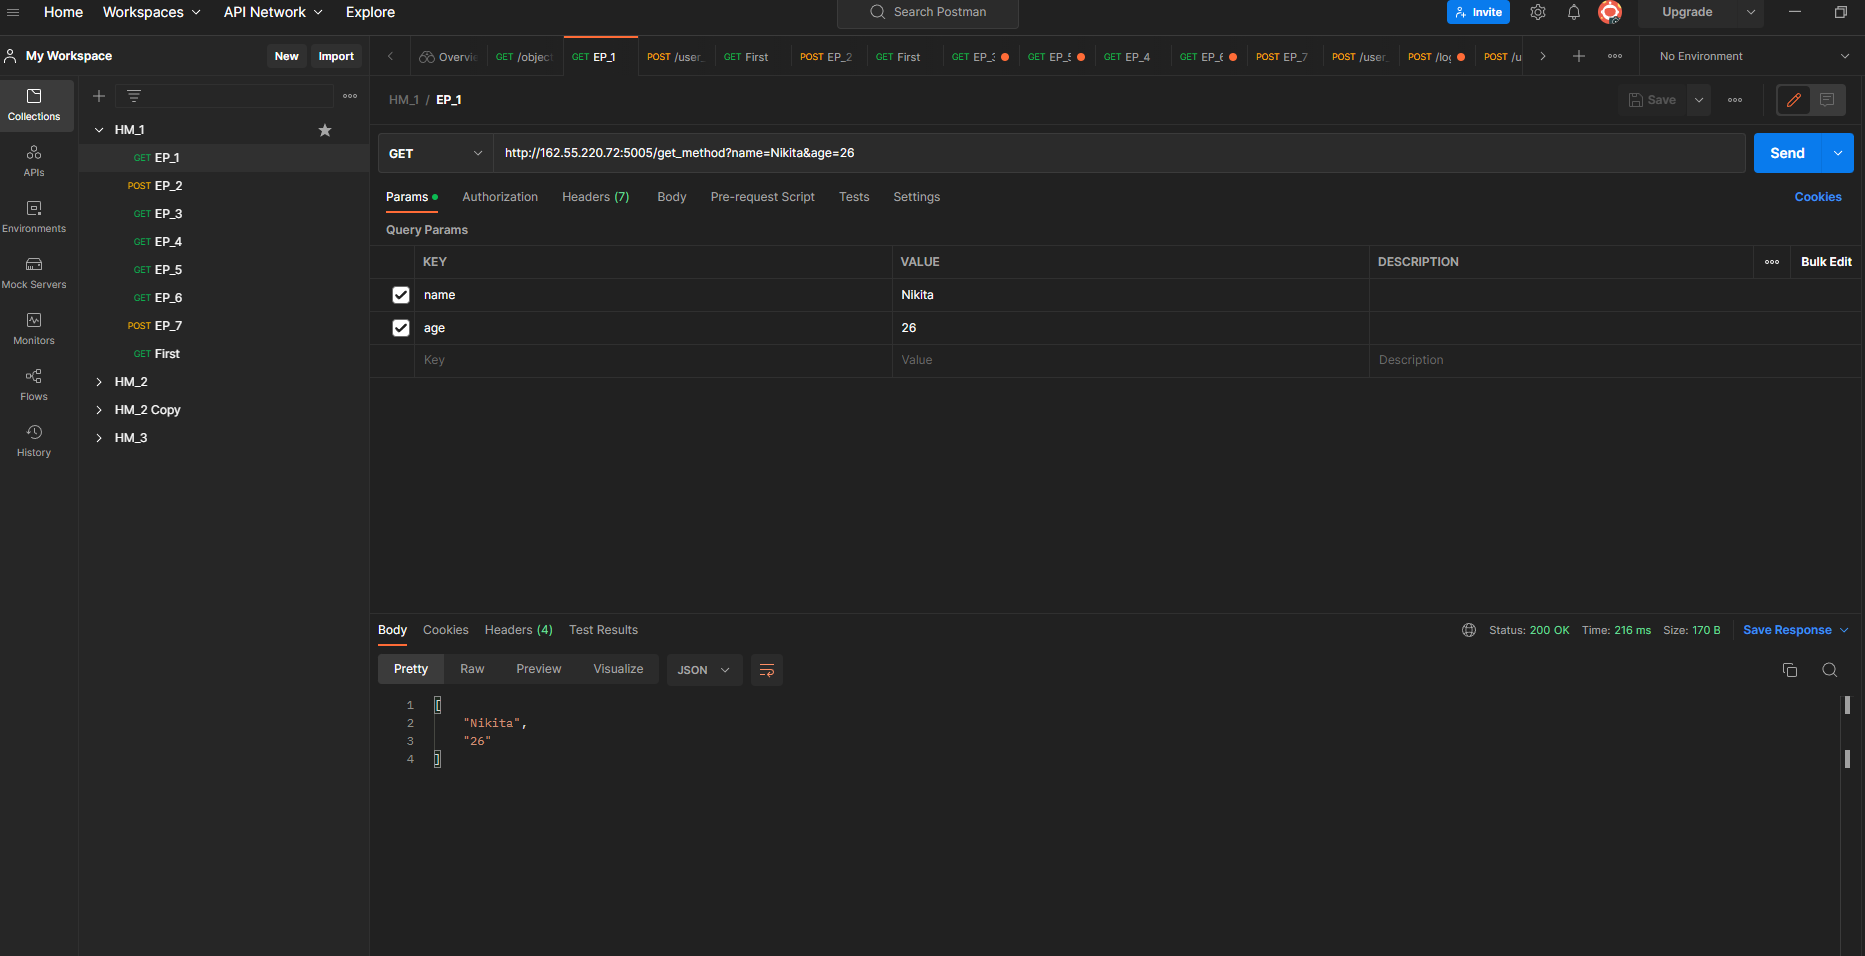 Home Workspaces API Network Explore Search Postman Invite Upgrade
My Workspace New Import Overvie GET /object GET EP_1 POST /user_ GET First POST EP_2 GET First GET EP_3 GET EP_5 GET EP_4 GET EP_6 POST EP_7 POST /user_ POST /log POST /u No Environment
Collections
APIs
Environments
Mock Servers
Monitors
Flows
History
HM_1
GET EP_1
POST EP_2
GET EP_3
GET EP_4
GET EP_5
GET EP_6
POST EP_7
GET First
HM_2
HM_2 Copy
HM_3
HM_1 / EP_1 Save
GET http://162.55.220.72:5005/get_method?name=Nikita&age=26 Send
Params Authorization Headers (7) Body Pre-request Script Tests Settings Cookies
Query Params
KEY VALUE DESCRIPTION Bulk Edit
name Nikita
age 26
Key Value Description
Body Cookies Headers (4) Test Results Status: 200 OK Time: 216 ms Size: 170 B Save Response
Pretty Raw Preview Visualize JSON
1 [
2 "Nikita",
3 "26"
4 ]